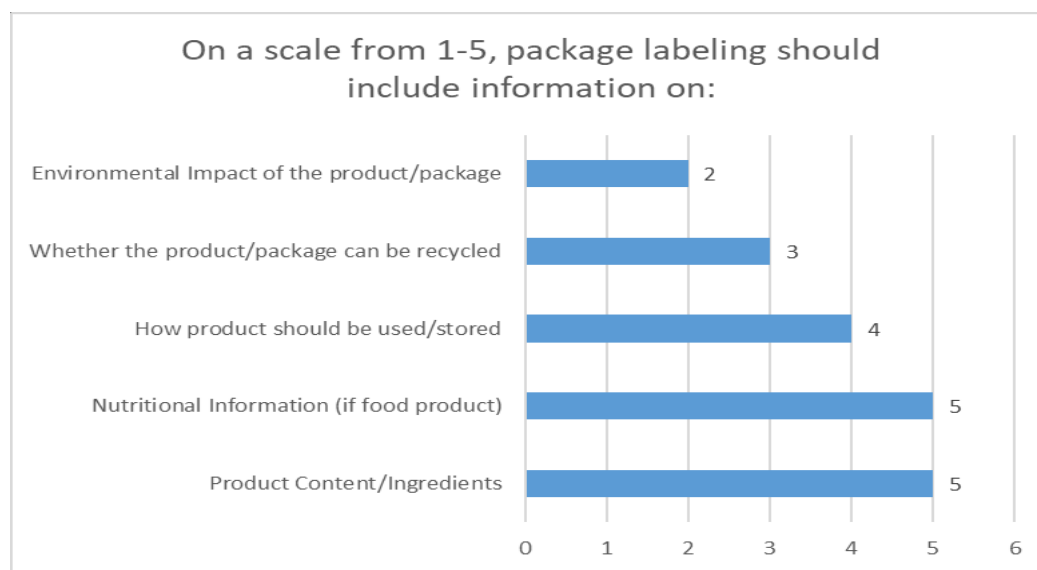 On a scale from 1-5, package labeling should
include information on:
Environmental Impact of the product/package
2
Whether the product/package can be recycled
3
How product should be used/stored
4
Nutritional Information (if food product)
5
Product Content/Ingredients
5
0 1 2 3 4 5 6